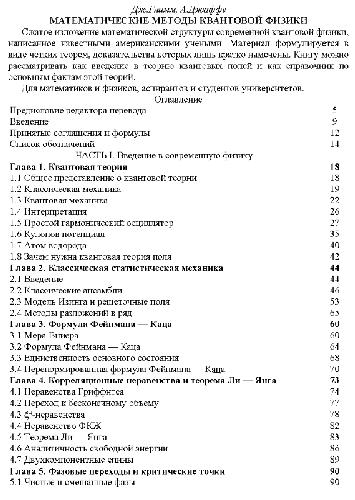 Дж.Глимм, А.Джаффе
МАТЕМАТИЧЕСКИЕ МЕТОДЫ КВАНТОВОЙ ФИЗИКИ
Сжатое изложение математической структуры современной квантовой физики,
написанное известными американскими учеными. Материал формулируется в
виде четких теорем, доказательства которых лишь кратко намечены. Книгу можно
рассматривать как введение в теорию квантовых полей и как справочник по
основным фактам этой теории.
Для математиков и физиков, аспирантов и студентов университетов.
Оглавление
Предисловие редактора перевода 5
Введение 9
Принятые соглашения и формулы 12
Список обозначений 14
ЧАСТЬ I. Введение в современную физику
Глава 1. Квантовая теория 18
1.1 Общее представление о квантовой теории 18
1.2 Классическая механика 19
1.3 Квантовая механика 22
1.4 Интерпретация 26
1.5 Простой гармонический осциллятор 27
1.6 Кулонов потенциал 35
1.7 Атом водорода 40
1.8 Зачем нужна квантовая теория поля 42
Глава 2. Классическая статистическая механика 44
2.1 Введение 44
2.2 Классические ансамбли 46
2.3 Модель Изинга и решеточные поля 53
2.4 Методы разложений в ряд 63
Глава 3. Формула Фейнмана — Каца 60
3.1 Мера Винера 60
3.2 Формула Фейнмана — Каца 64
3.3 Единственность основного состояния 68
3.4 Перенормированная формула Фейнмана — Каца 70
Глава 4. Корреляционные неравенства и теорема Ли — Янга 73
4.1 Неравенства Гриффитса 74
4.2 Переход к бесконечному объему 77
4.3 ξ⁴-неравенства 78
4.4 Неравенство ФКЖ 82
4.5 Теорема Ли — Янга 83
4.6 Аналитичность свободной энергии 86
4.7 Двухкомпонентные спины 89
Глава 5. Фазовые переходы и критические точки 90
5.1 Чистые и смешанные фазы 90